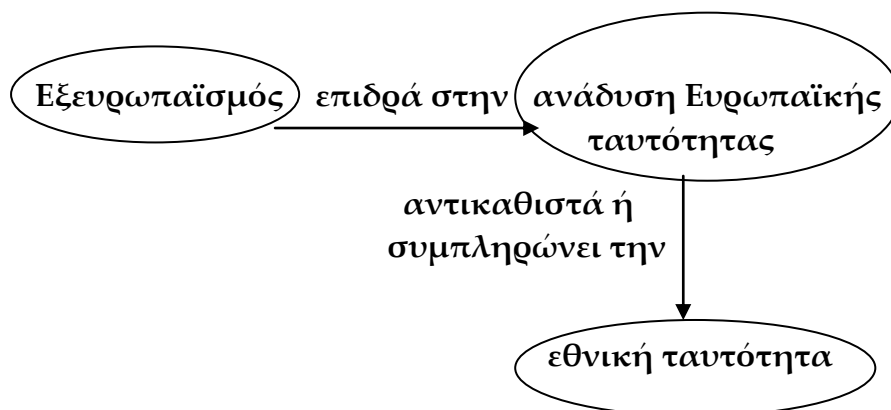 Εξευρωπαϊσμός επιδρά στην ανάδυση Ευρωπαϊκής
ταυτότητας
αντικαθιστά ή
συμπληρώνει την
εθνική ταυτότητα